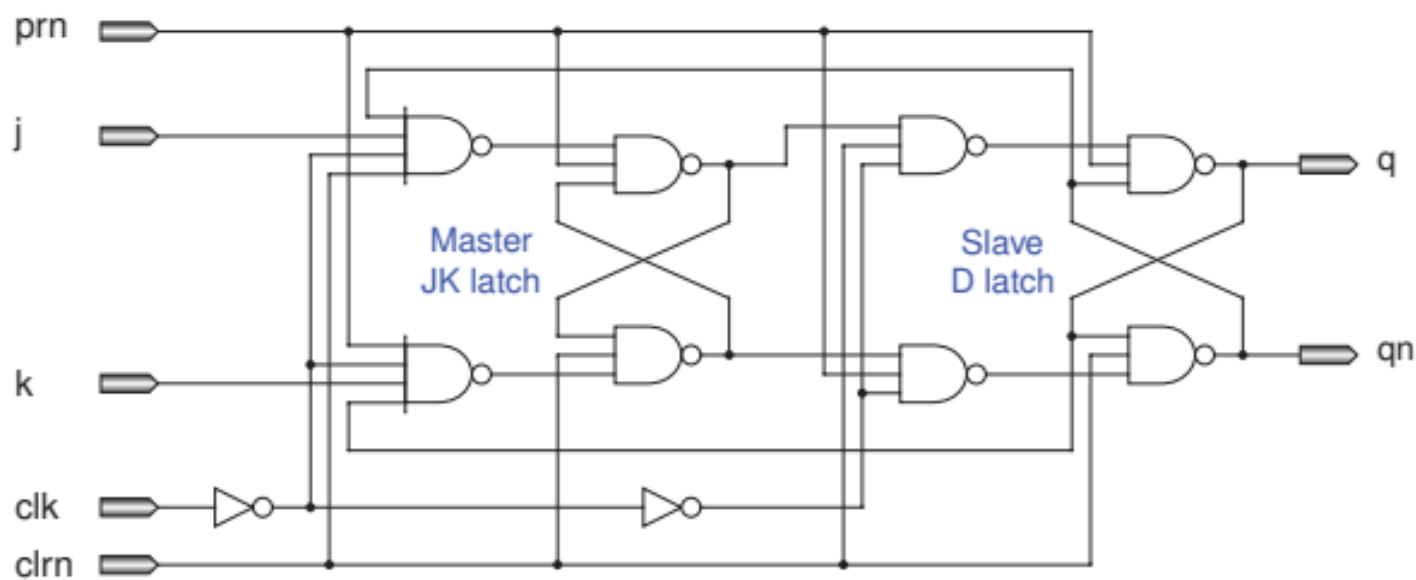 prn
j
q
Master
JK latch
Slave
D latch
k
qn
clk
clrn